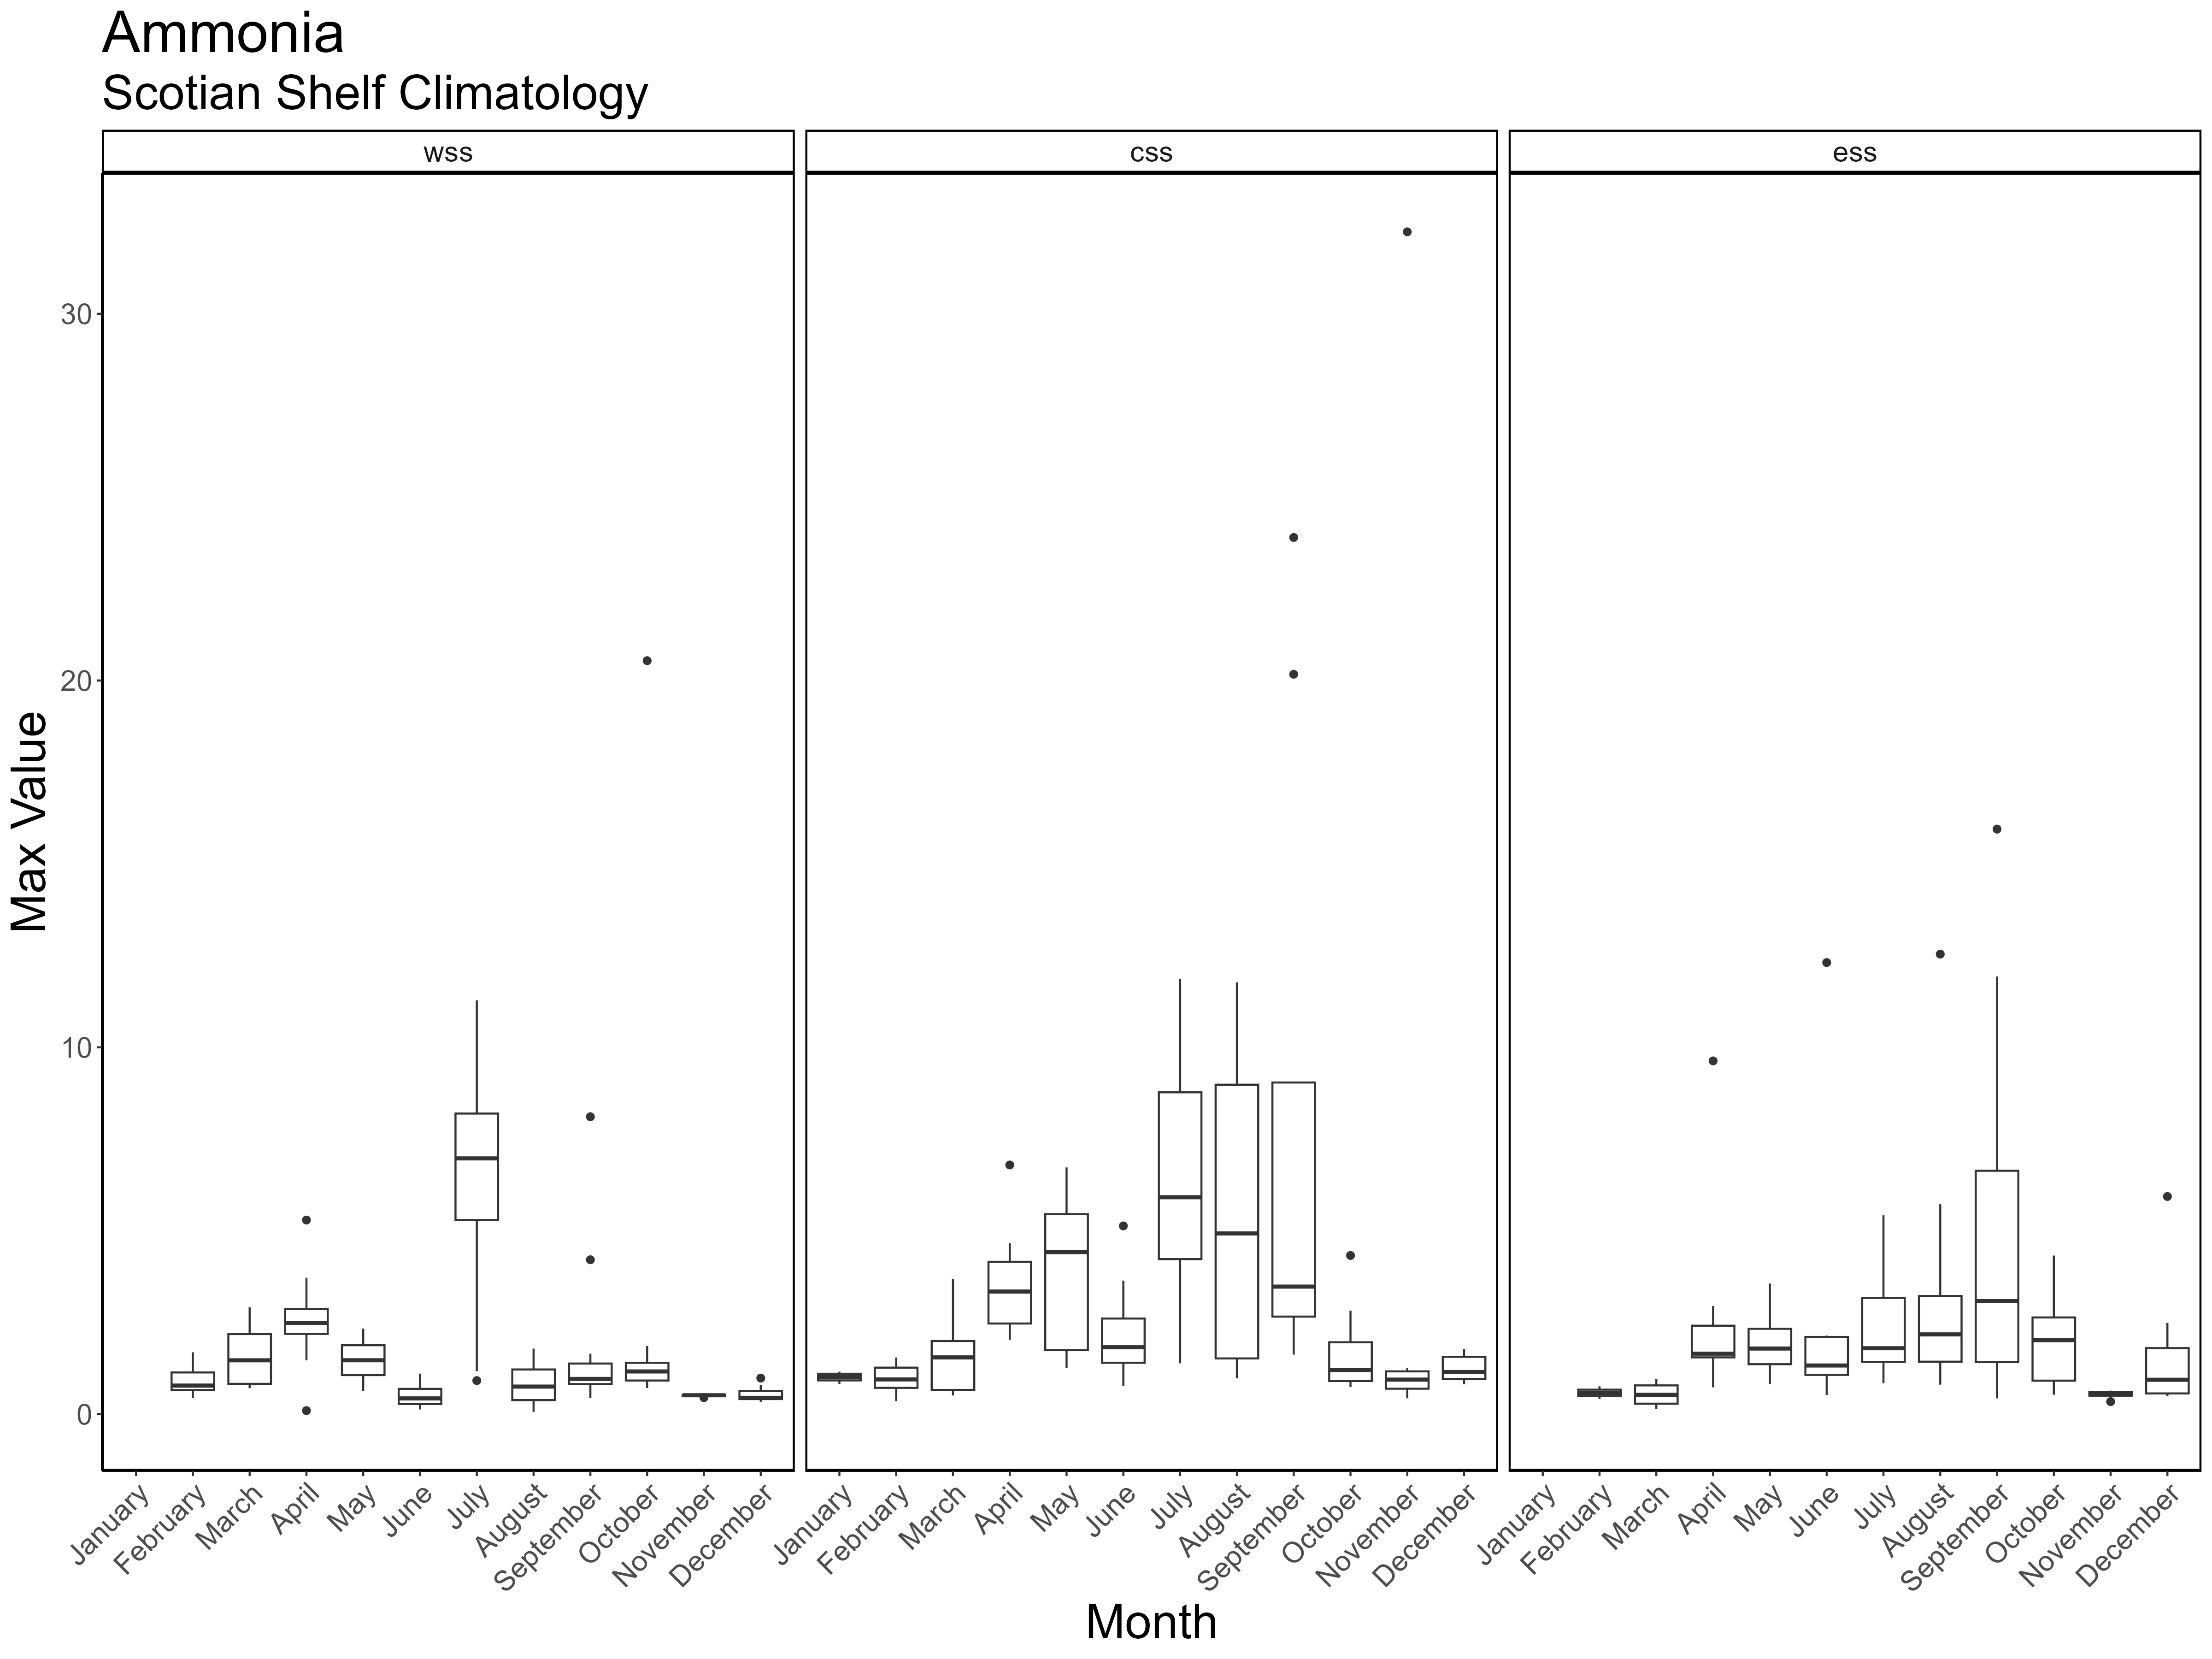 Ammonia
Scotian Shelf Climatology
wss
css
ess
Max Value
30
20
10
0
January
February
March
April
May
June
July
August
September
October
November
December
January
February
March
April
May
June
July
August
September
October
November
December
January
February
March
April
May
June
July
August
September
October
November
December
Month